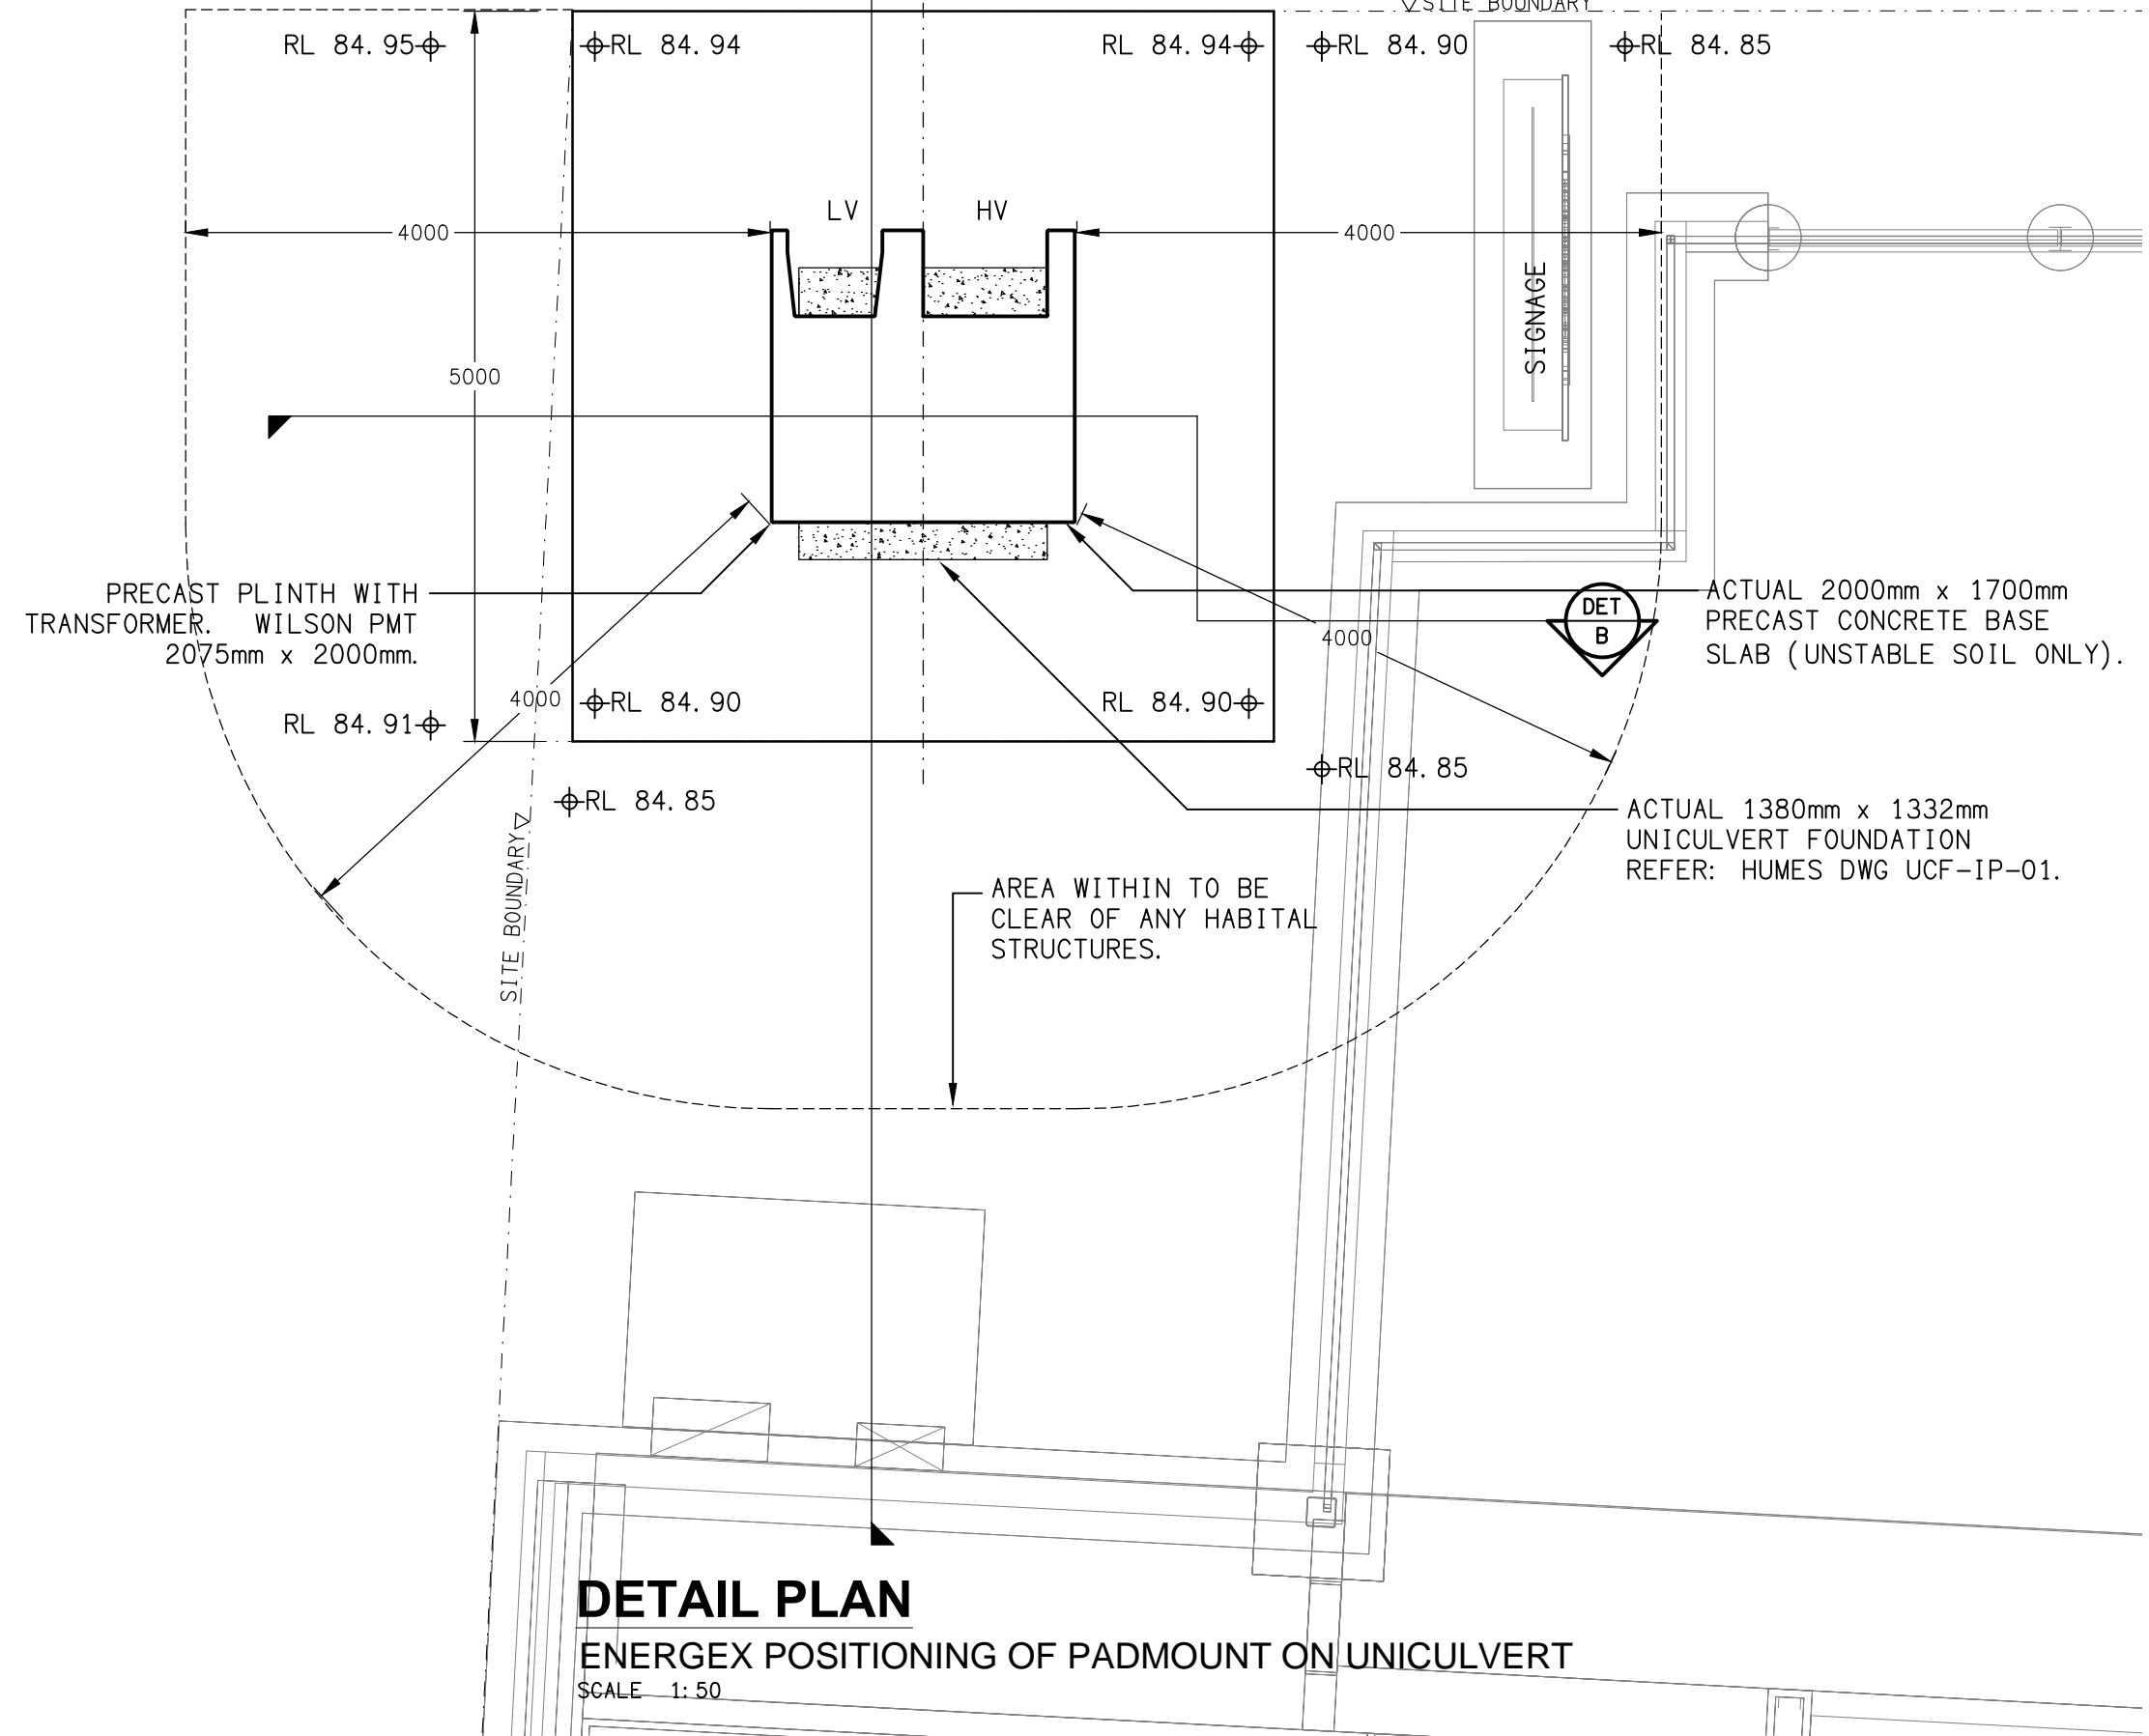 SITE BOUNDARY
RL 84.95
RL 84.94
RL 84.94
RL 84.90
RL 84.85
LV
HV
4000
4000
SIGNAGE
5000
PRECAST PLINTH WITH
TRANSFORMER. WILSON PMT
2075mm x 2000mm.
ACTUAL 2000mm x 1700mm
PRECAST CONCRETE BASE
SLAB (UNSTABLE SOIL ONLY).
DET
B
4000
4000
RL 84.91
RL 84.90
RL 84.90
RL 84.85
RL 84.85
ACTUAL 1380mm x 1332mm
UNICULVERT FOUNDATION
REFER: HUMES DWG UCF-IP-01.
SITE BOUNDARY
AREA WITHIN TO BE
CLEAR OF ANY HABITAL
STRUCTURES.
DETAIL PLAN
ENERGEX POSITIONING OF PADMOUNT ON UNICULVERT
SCALE 1:50